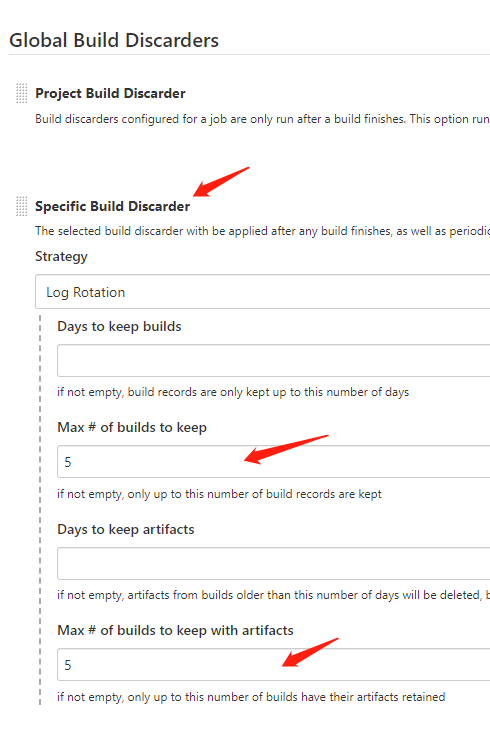 Global Build Discarders
Project Build Discarder
Build discarders configured for a job are only run after a build finishes. This option run
Specific Build Discarder
The selected build discarder with be applied after any build finishes, as well as periodic
Strategy
Log Rotation
Days to keep builds
if not empty, build records are only kept up to this number of days
Max # of builds to keep
5
if not empty, only up to this number of build records are kept
Days to keep artifacts
if not empty, artifacts from builds older than this number of days will be deleted, b
Max # of builds to keep with artifacts
5
if not empty, only up to this number of builds have their artifacts retained